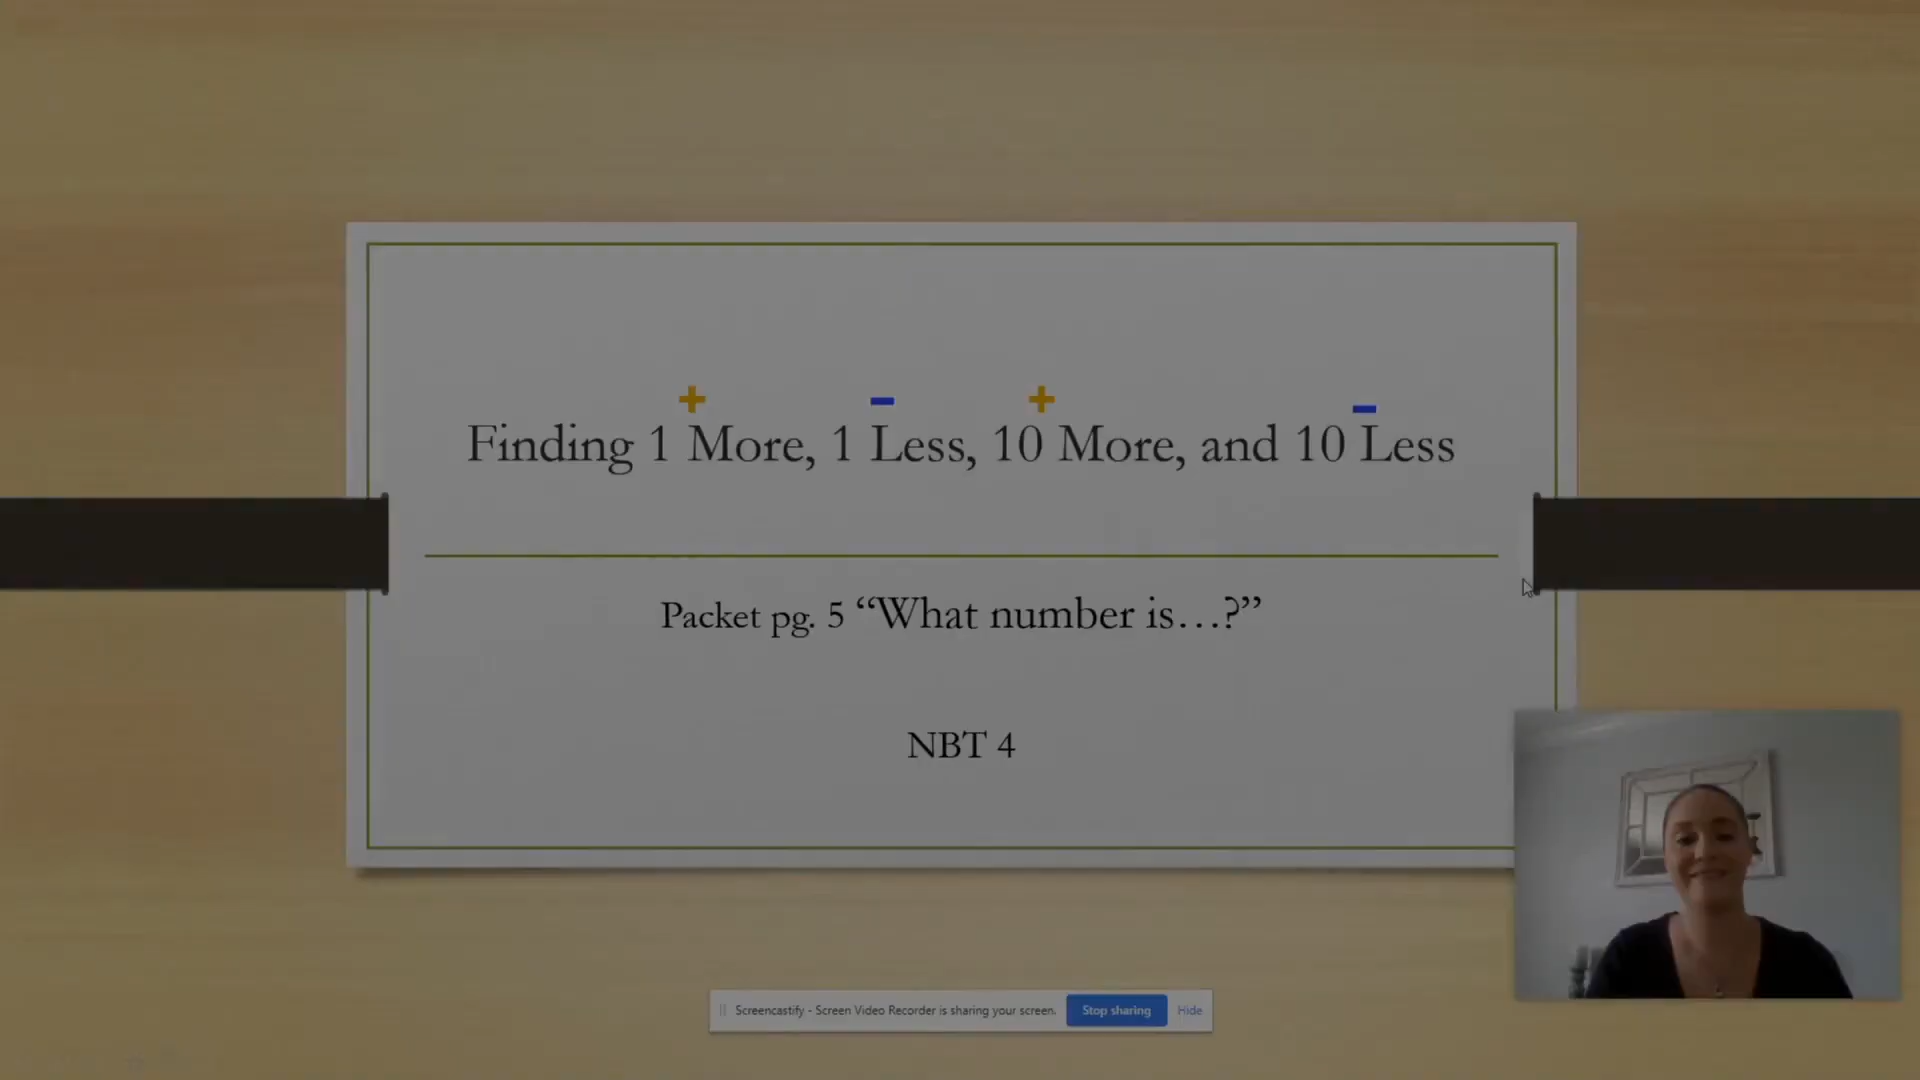 + - + -
Finding 1 More, 1 Less, 10 More, and 10 Less
Packet pg. 5 “What number is…?”
NBT 4
Screencastify - Screen Video Recorder is sharing your screen. Stop sharing Hide